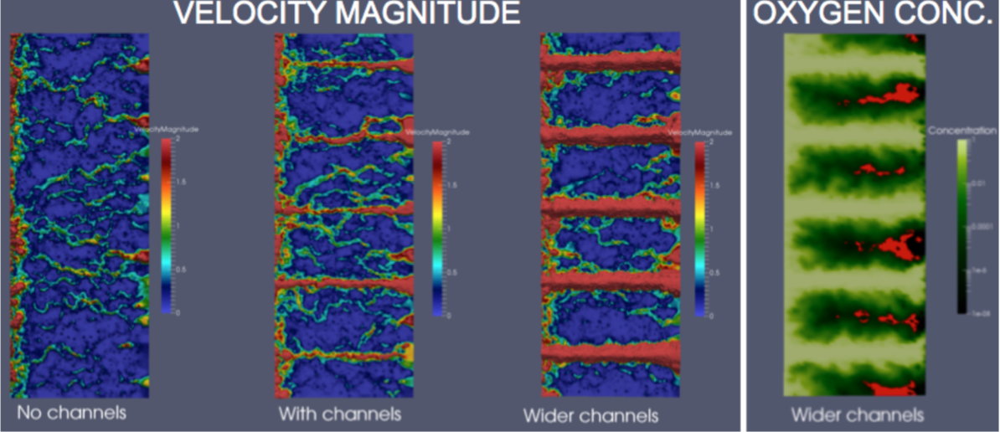 VELOCITY MAGNITUDE
OXYGEN CONC.
VelocityMagnitude
2
1.5
1
0.5
0
VelocityMagnitude
2
1.5
1
0.5
0
VelocityMagnitude
2
1.5
1
0.5
0
Concentration
1
0.01
0.0001
1e-6
1e-08
No channels
With channels
Wider channels
Wider channels